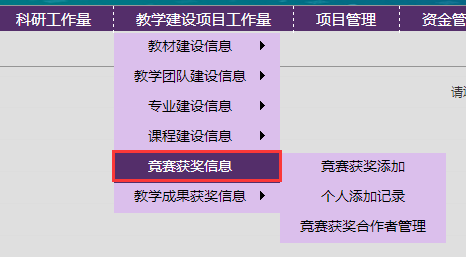 科研工作量 教学建设项目工作量 项目管理 资金管
教材建设信息
教学团队建设信息
请
专业建设信息
课程建设信息
竟赛获奖信息 竟赛获奖添加
教学成果获奖信息 个人添加记录
竟赛获奖合作者管理